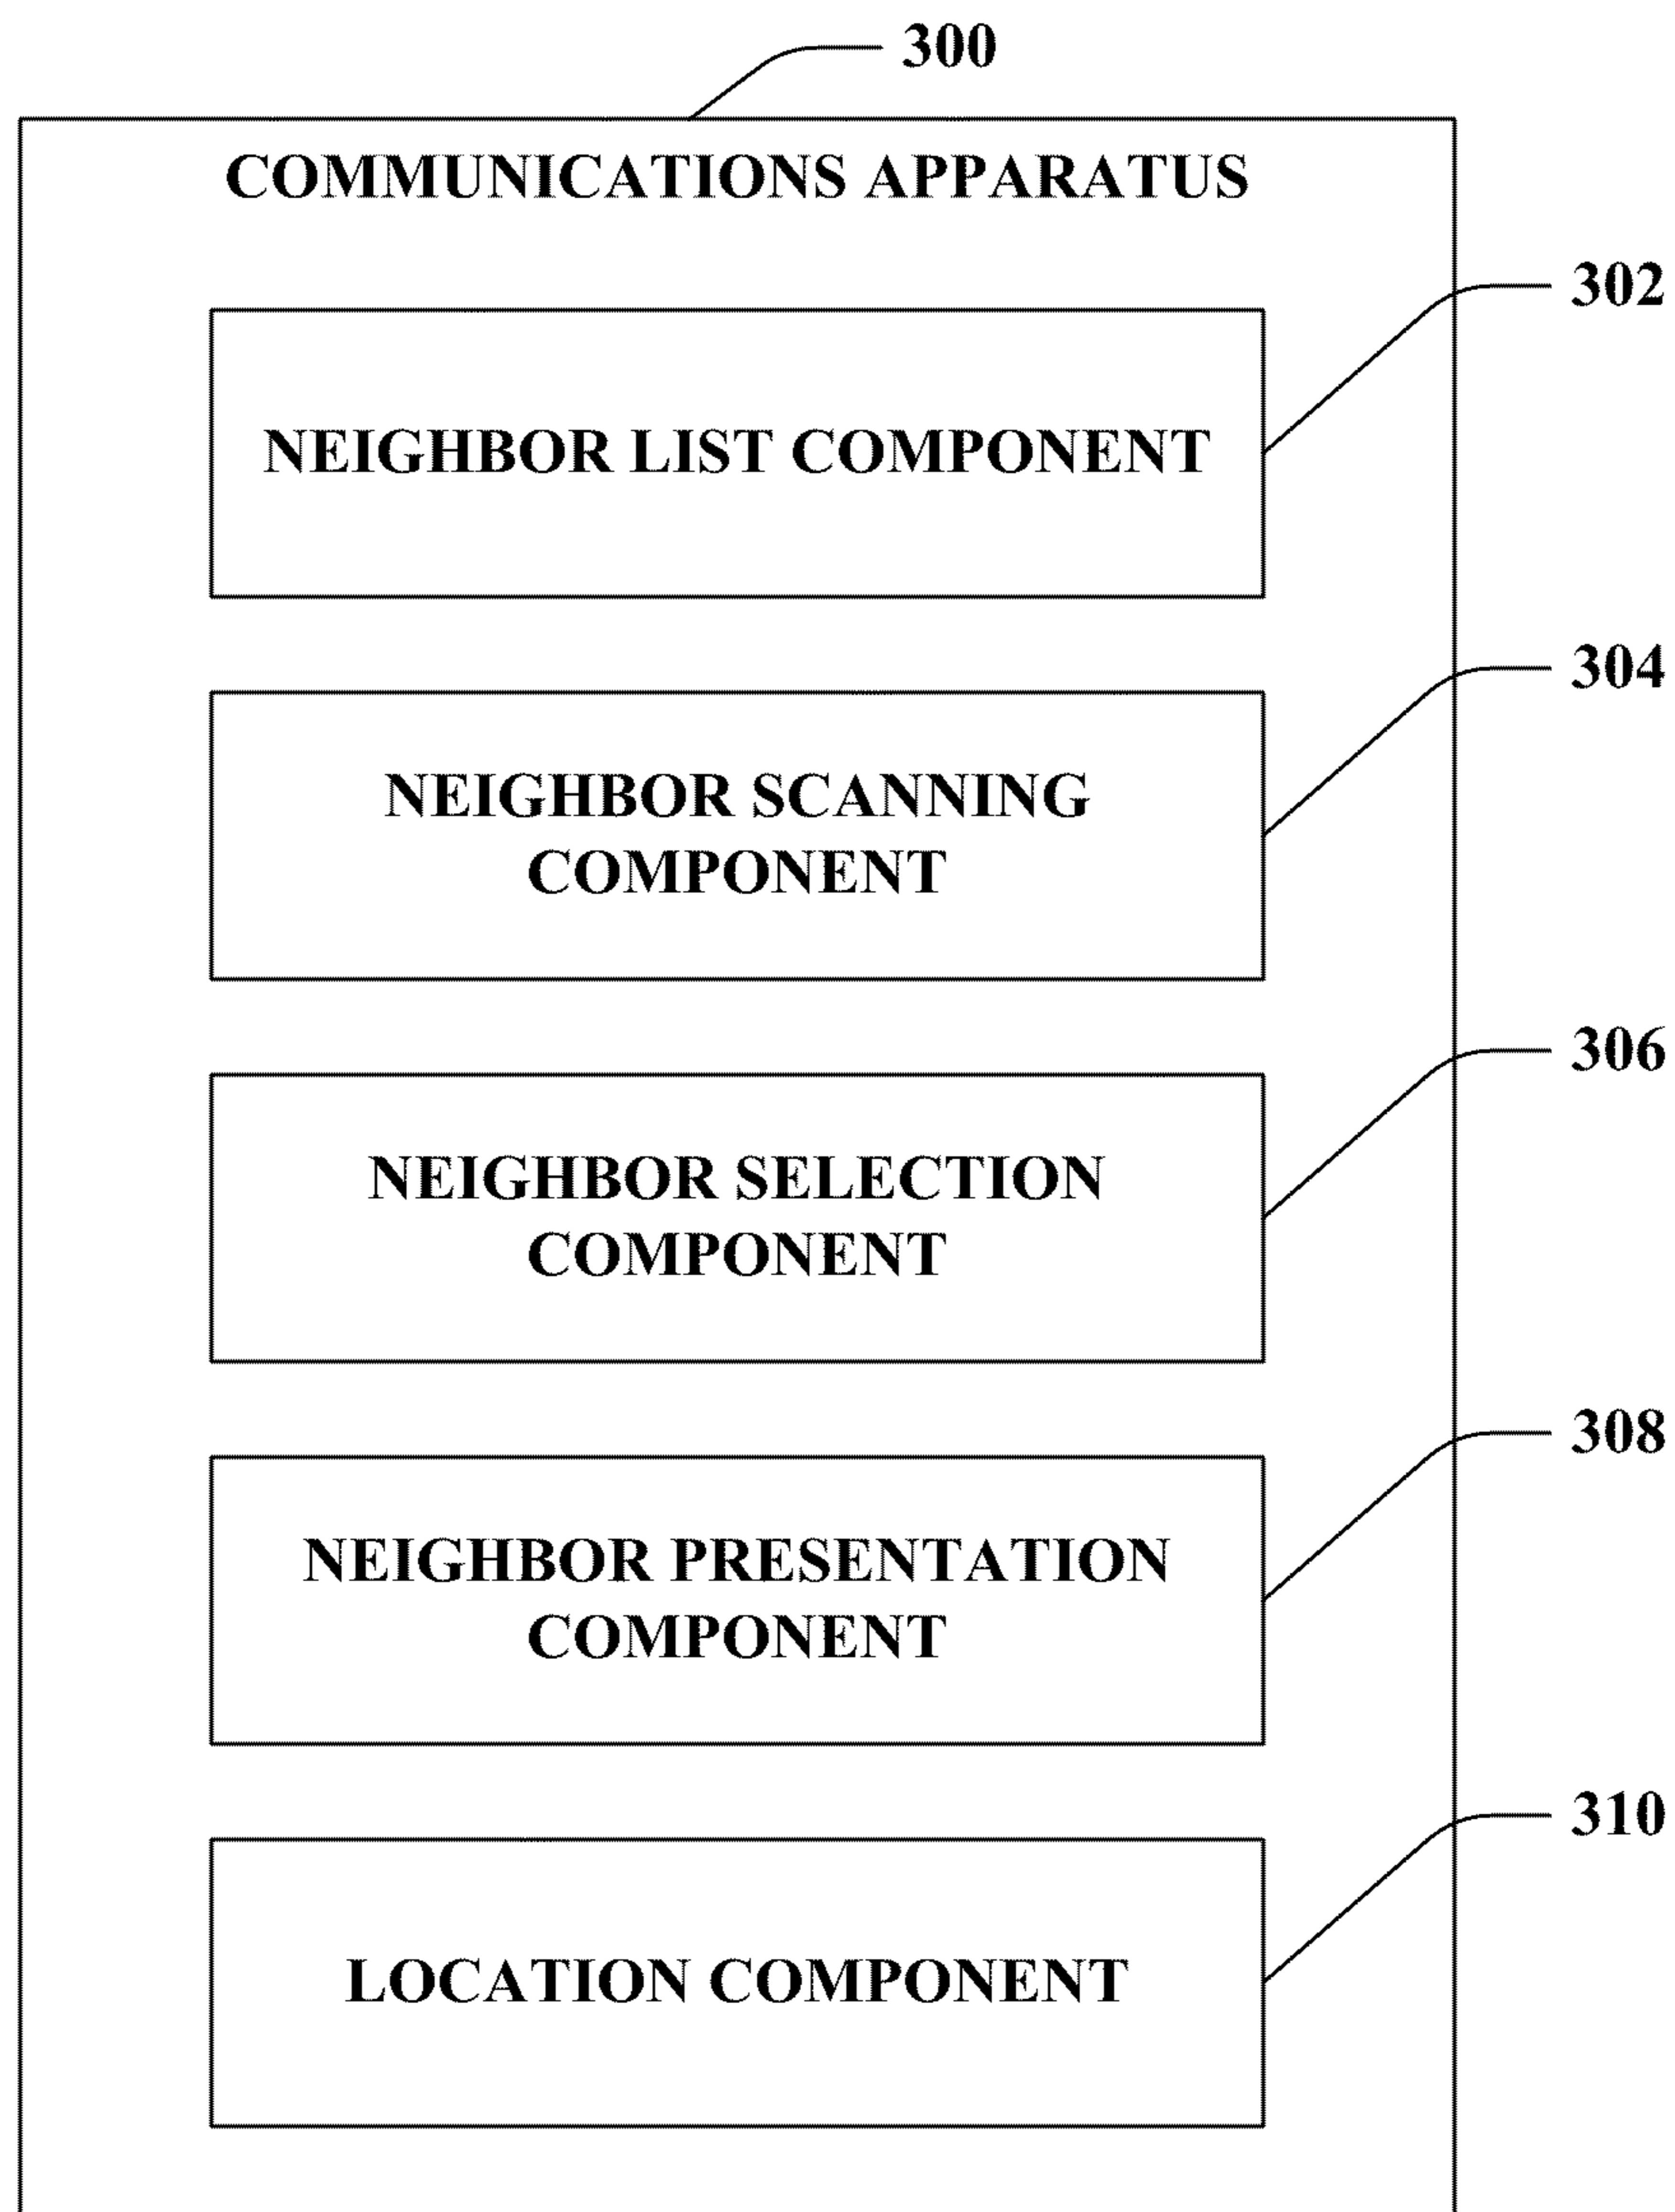 300
COMMUNICATIONS APPARATUS
302
NEIGHBOR LIST COMPONENT
304
NEIGHBOR SCANNING
COMPONENT
306
NEIGHBOR SELECTION
COMPONENT
308
NEIGHBOR PRESENTATION
COMPONENT
310
LOCATION COMPONENT